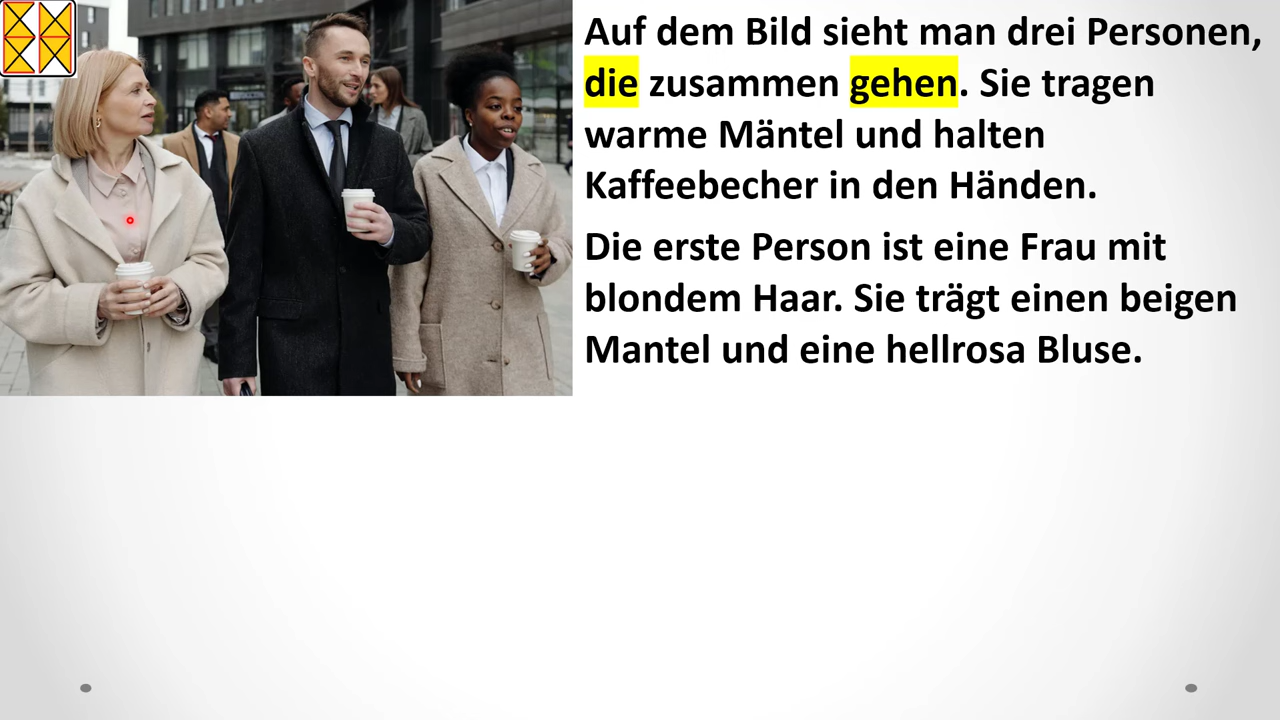 Auf dem Bild sieht man drei Personen,
die zusammen gehen. Sie tragen
warme Mäntel und halten
Kaffeebecher in den Händen.
Die erste Person ist eine Frau mit
blondem Haar. Sie trägt einen beigen
Mantel und eine hellrosa Bluse.